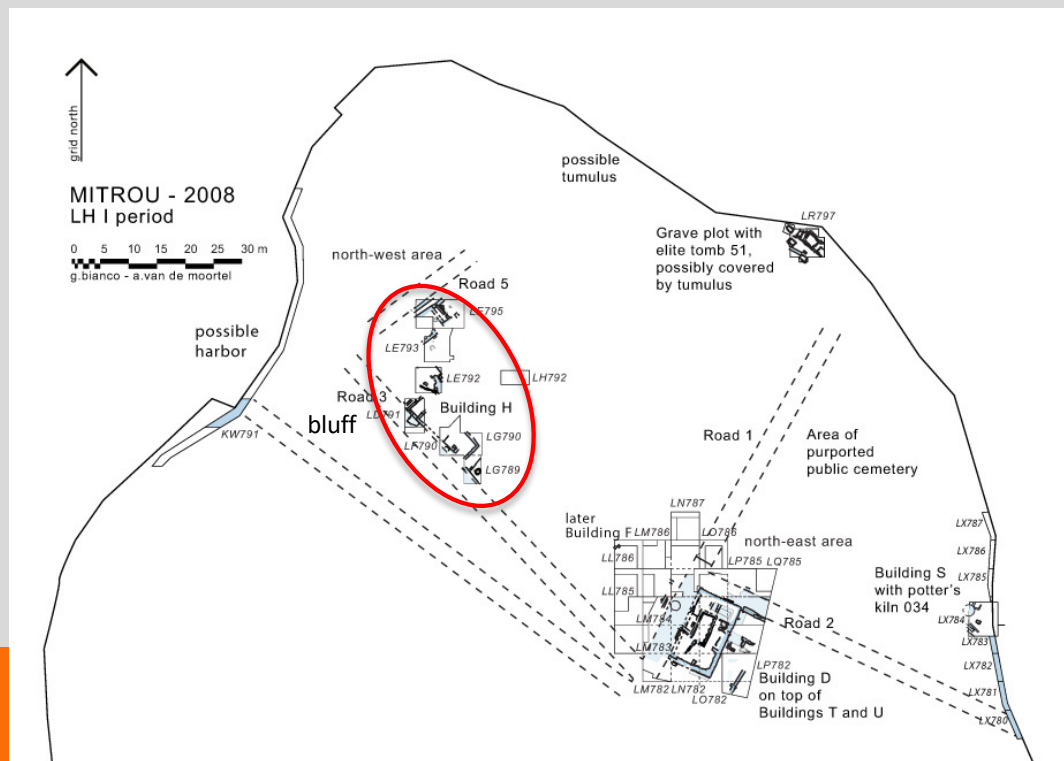 grid north
MITROU - 2008
LH I period
0 5 10 15 20 25 30 m
g.bianco - a.van de moortel
possible
tumulus
LR797
Grave plot with
elite tomb 51,
possibly covered
by tumulus
north-west area
Road 5
LE795
possible
harbor
LE793
LE792
LH792
Road 3
LD791
Building H
bluff
KW791
LF790
LG790
LG789
Road 1
Area of
purported
public cemetery
LN787
later
Building F
LM786
LO786
north-east area
LX787
LL786
LP785
LQ785
LX786
Building S
with potter's
kiln 034
LX785
LL785
LM784
Road 2
LX784
LM783
LX783
LP782
LX782
Building D
on top of
Buildings T and U
LM782
LN782
LO782
LX781
LX780